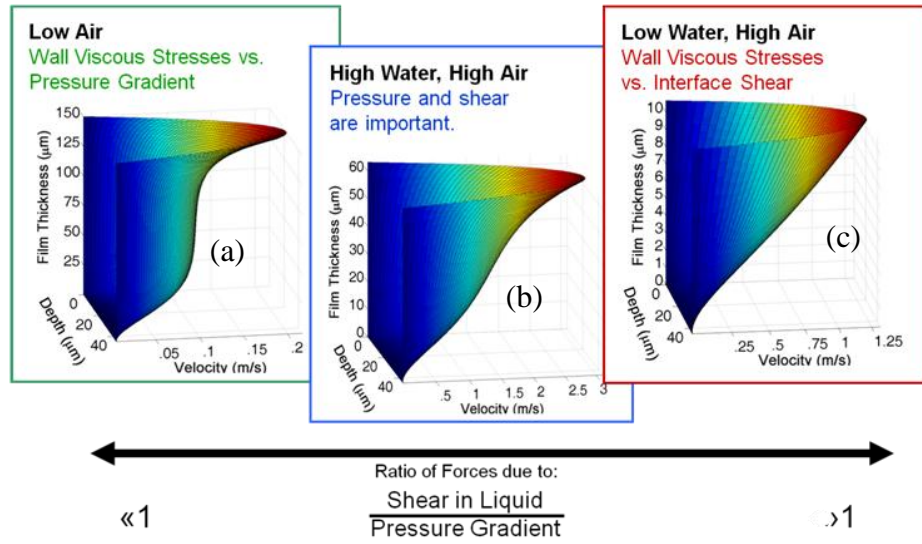 Low Air
Wall Viscous Stresses vs.
Pressure Gradient
150
125
100
75
50
25
0
20
40
Film Thickness (μm)
Depth (μm)
.05
.1
.15
.2
Velocity (m/s)
(a)
High Water, High Air
Pressure and shear
are important.
60
50
40
30
20
10
0
0
20
40
Film Thickness (μm)
Depth (μm)
.5
1
1.5
2
2.5
3
Velocity (m/s)
(b)
Low Water, High Air
Wall Viscous Stresses
vs. Interface Shear
10
9
8
7
6
5
4
3
2
1
0
0
20
40
Film Thickness (μm)
Depth (μm)
.25
.5
.75
1
1.25
Velocity (m/s)
(c)
Ratio of Forces due to:
Shear in Liquid
Pressure Gradient
«1
»1